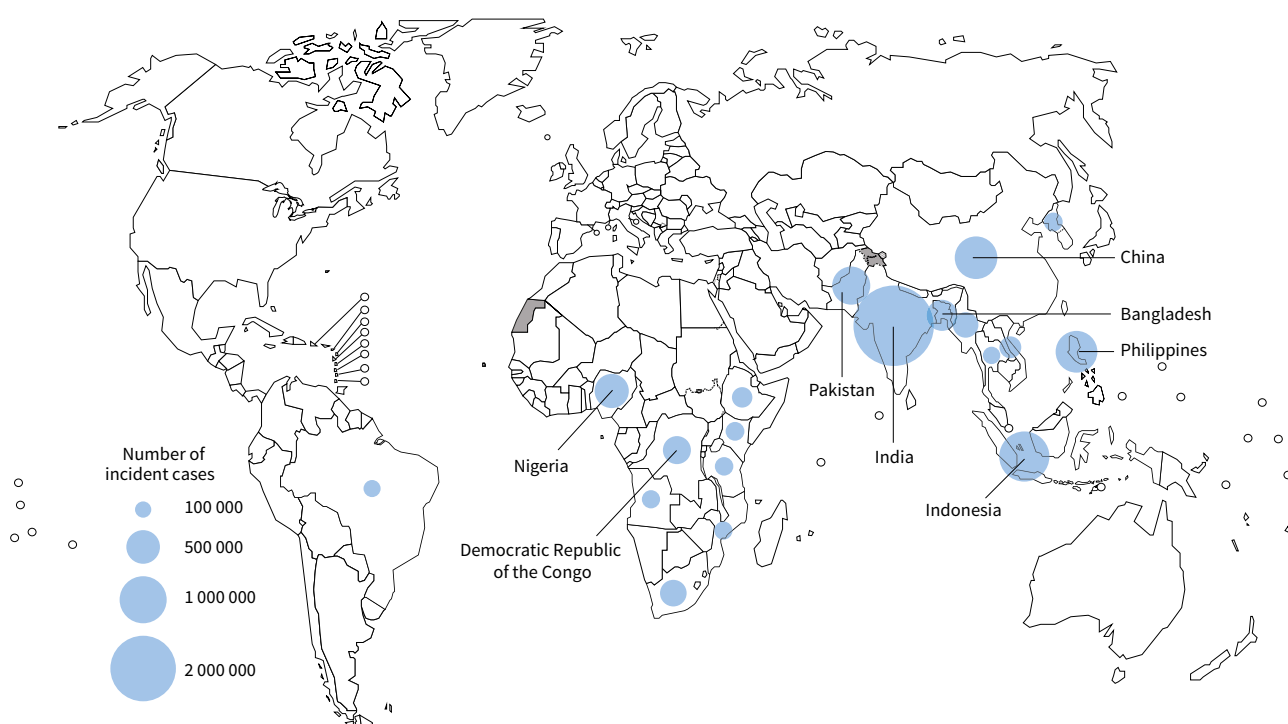 China
Bangladesh
Philippines
Pakistan
India
Nigeria
Indonesia
Democratic Republic
of the Congo
Number of
incident cases
100 000
500 000
1 000 000
2 000 000